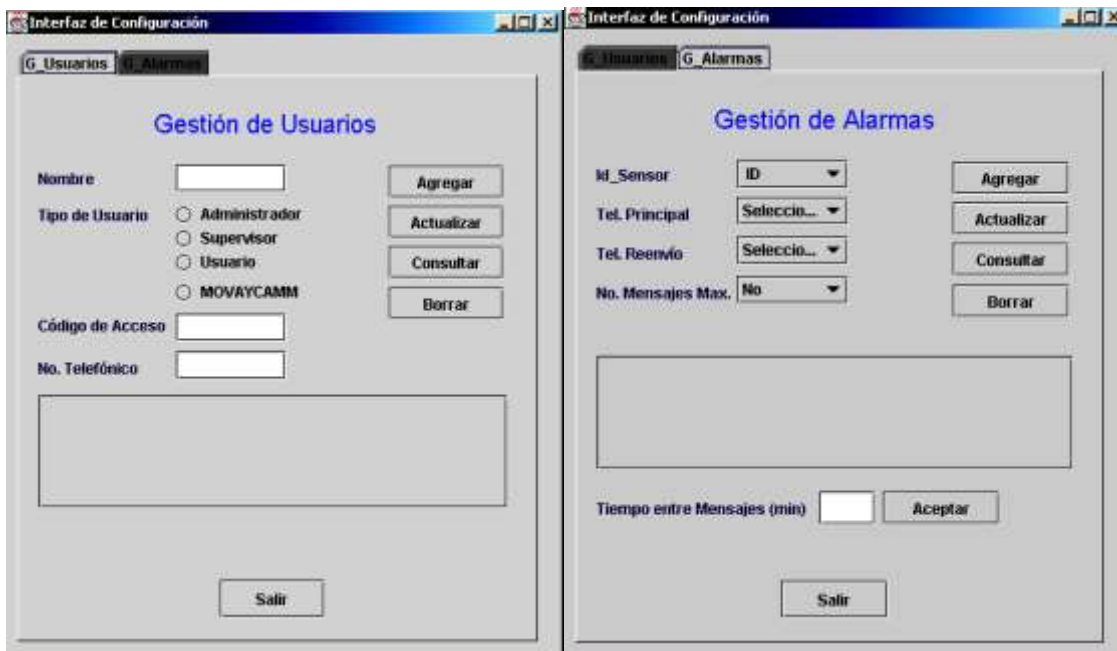 Interfaz de Configuración
G_Usuarios G_Alarmas
Gestión de Usuarios
Nombre
Agregar
Tipo de Usuario
Administrador
Actualizar
Supervisor
Usuario
Consultar
MOVAYCAMM
Borrar
Código de Acceso
No. Telefónico
Salir
Interfaz de Configuración
G_Usuarios G_Alarmas
Gestión de Alarmas
Id_Sensor ID
Agregar
Tel. Principal Seleccio...
Actualizar
Tel. Reenvío Seleccio...
Consultar
No. Mensajes Max. No
Borrar
Tiempo entre Mensajes (min)
Aceptar
Salir